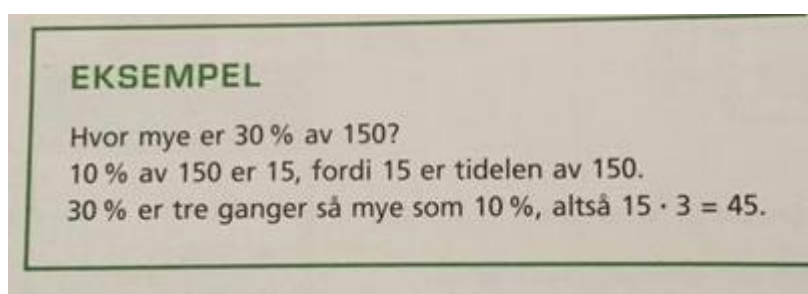 EKSEMPEL
Hvor mye er 30 % av 150?
10 % av 150 er 15, fordi 15 er tidelen av 150.
30 % er tre ganger så mye som 10 %, altså 15 · 3 = 45.